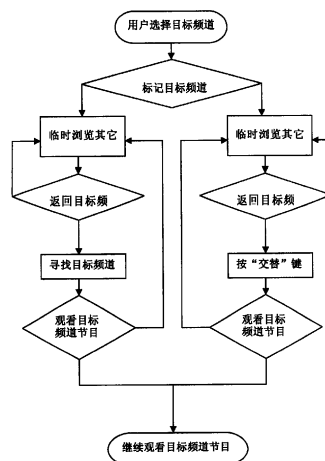 用户选择目标频道
标记目标频道
临时浏览其它
临时浏览其它
返回目标频
返回目标频
寻找目标频道
按“交替”键
观看目标
频道节目
观看目标
频道节目
继续观看目标频道节目